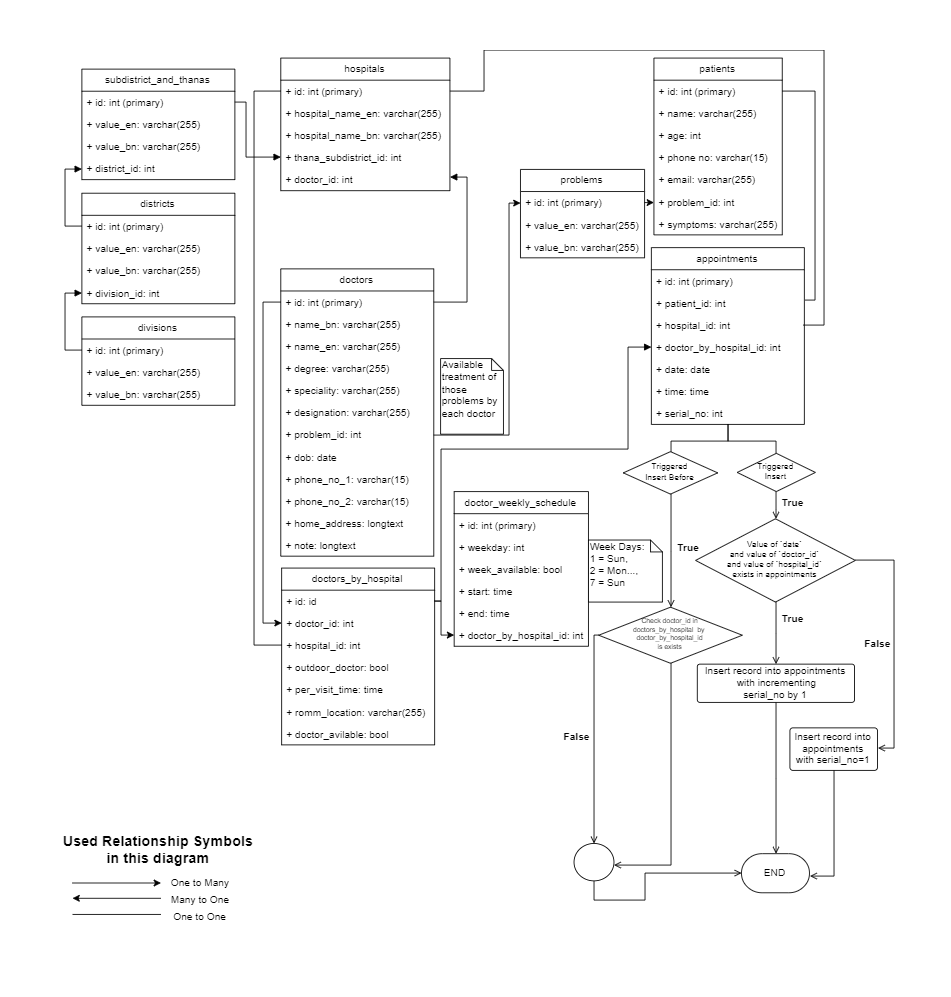 subdistrict_and_thanas
+ id: int (primary)
+ value_en: varchar(255)
+ value_bn: varchar(255)
+ district_id: int
districts
+ id: int (primary)
+ value_en: varchar(255)
+ value_bn: varchar(255)
+ division_id: int
divisions
+ id: int (primary)
+ value_en: varchar(255)
+ value_bn: varchar(255)
hospitals
+ id: int (primary)
+ hospital_name_en: varchar(255)
+ hospital_name_bn: varchar(255)
+ thana_subdistrict_id: int
+ doctor_id: int
doctors
+ id: int (primary)
+ name_bn: varchar(255)
+ name_en: varchar(255)
+ degree: varchar(255)
+ speciality: varchar(255)
+ designation: varchar(255)
+ problem_id: int
+ dob: date
+ phone_no_1: varchar(15)
+ phone_no_2: varchar(15)
+ home_address: longtext
+ note: longtext
Available
treatment of
those
problems by
each doctor
doctors_by_hospital
+ id: id
+ doctor_id: int
+ hospital_id: int
+ outdoor_doctor: bool
+ per_visit_time: time
+ romm_location: varchar(255)
+ doctor_avilable: bool
doctor_weekly_schedule
+ id: int (primary)
+ weekday: int
+ week_available: bool
+ start: time
+ end: time
+ doctor_by_hospital_id: int
Week Days:
1 = Sun,
2 = Mon...,
7 = Sun
problems
+ id: int (primary)
+ value_en: varchar(255)
+ value_bn: varchar(255)
patients
+ id: int (primary)
+ name: varchar(255)
+ age: int
+ phone no: varchar(15)
+ email: varchar(255)
+ problem_id: int
+ symptoms: varchar(255)
appointments
+ id: int (primary)
+ patient_id: int
+ hospital_id: int
+ doctor_by_hospital_id: int
+ date: date
+ time: time
+ serial_no: int
Triggered
Insert Before
Triggered
Insert
True
True
Value of `date`
and value of `doctor_id`
and value of `hospital_id`
exists in appointments
Check doctor_id in
doctors_by_hospital by
doctor_by_hospital_id
is exists
True
False
Insert record into appointments
with incrementing
serial_no by 1
False
Insert record into
appointments
with serial_no=1
END
Used Relationship Symbols
in this diagram
One to Many
Many to One
One to One